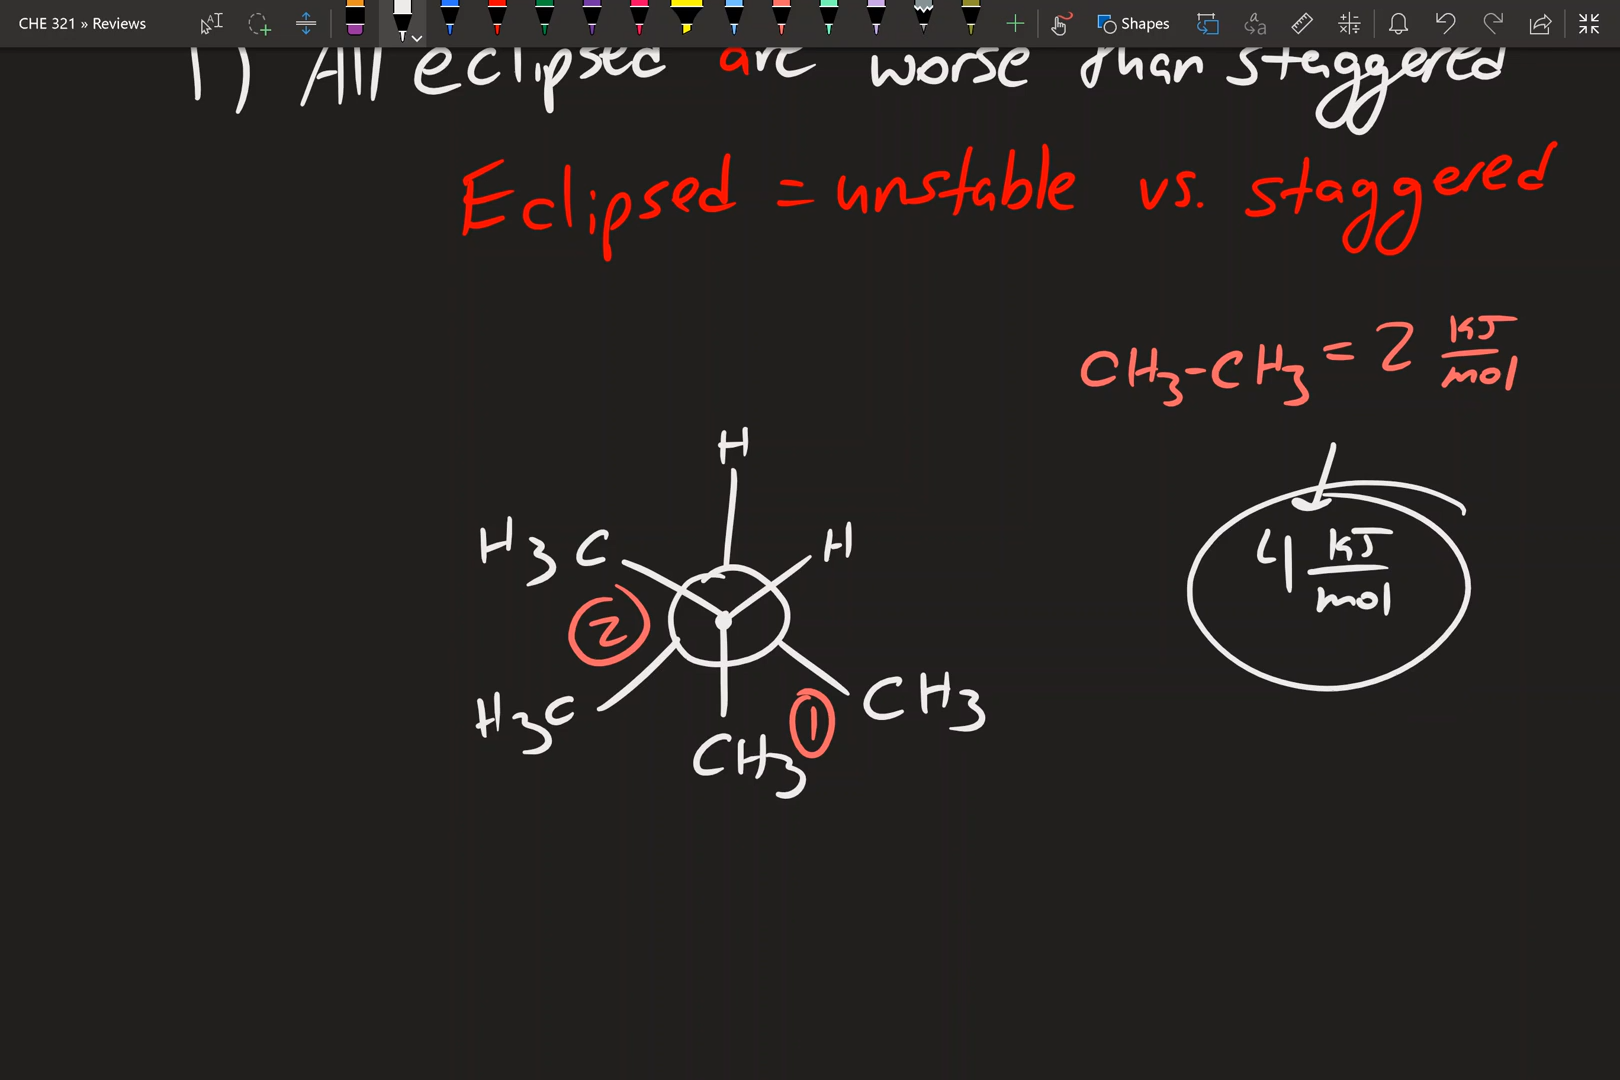 CHE 321 » Reviews
Shapes
1) All eclipsed are worse than staggered
Eclipsed = unstable vs. staggered
CH3-CH3 = 2 kJ/mol
H
H3C
H
4 kJ/mol
2
H3C
CH3
1
CH3